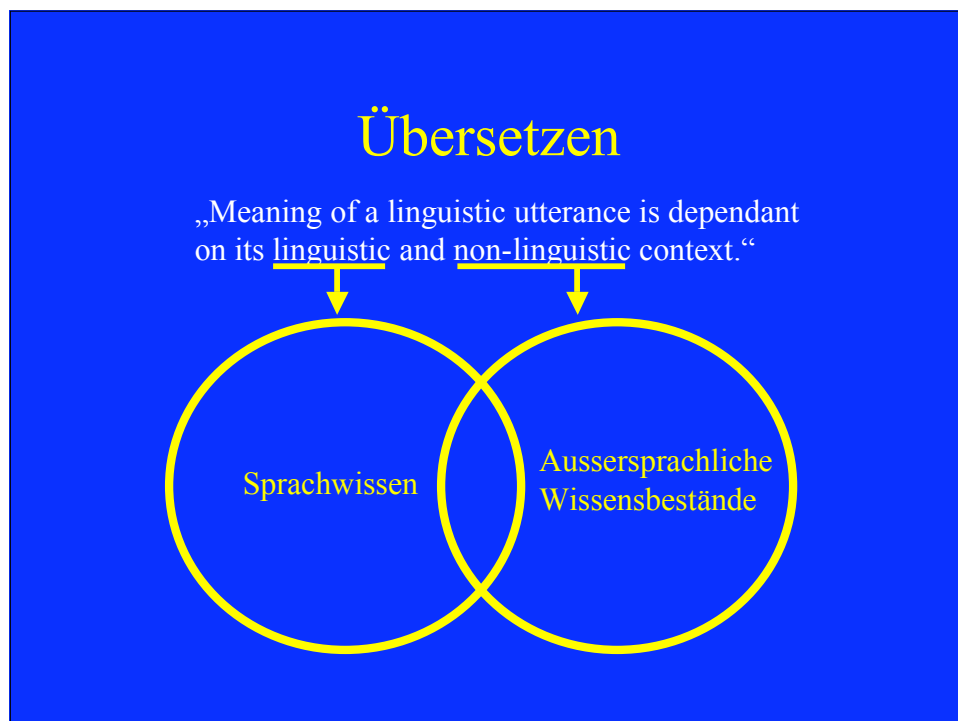 Übersetzen
„Meaning of a linguistic utterance is dependant
on its linguistic and non-linguistic context.“
Sprachwissen
Aussersprachliche
Wissensbestände